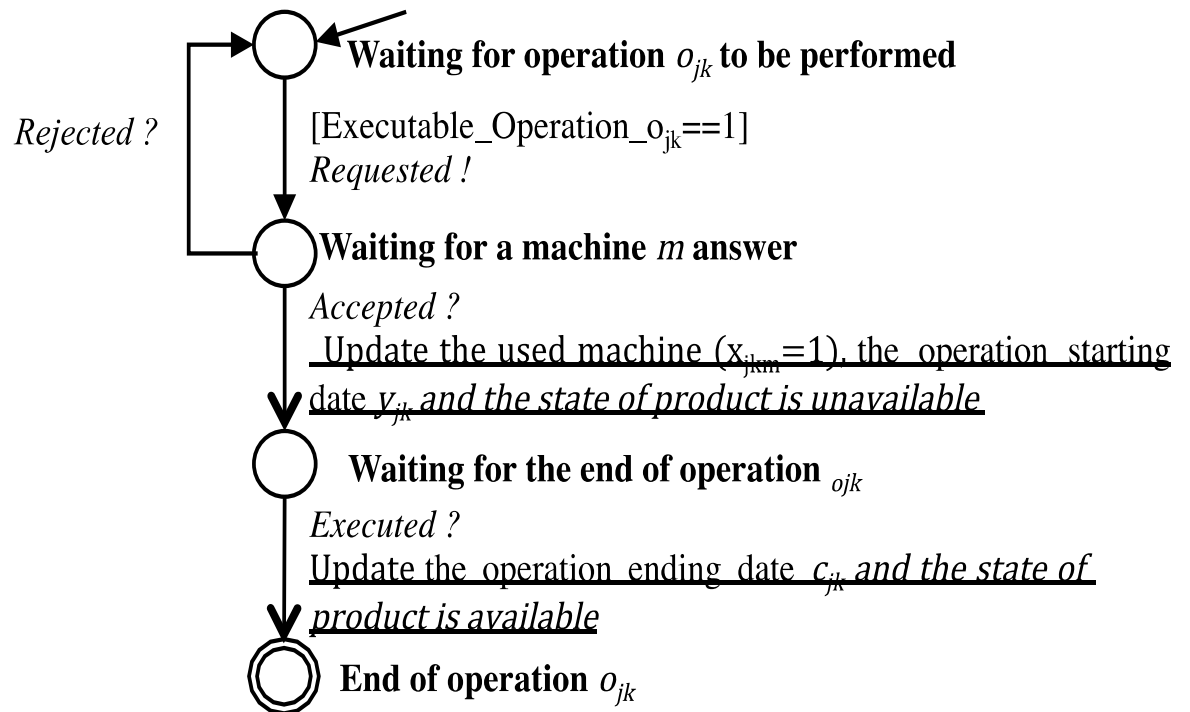 Waiting for operation o_jk to be performed
Rejected ?
[Executable_Operation_o_jk==1]
Requested !
Waiting for a machine m answer
Accepted ?
Update the used machine (x_jkm=1), the operation starting
date y_jk and the state of product is unavailable
Waiting for the end of operation ojk
Executed ?
Update the operation ending date c_jk and the state of
product is available
End of operation o_jk